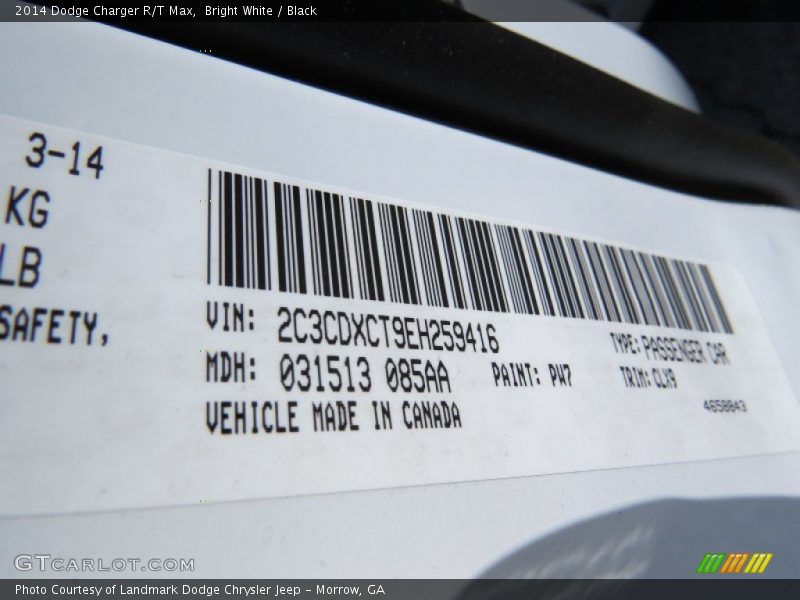 2014 Dodge Charger R/T Max,  Bright White / Black
3-14
KG
LB
SAFETY,
VIN: 2C3CDXCT9EH259416
TYPE: PASSENGER CAR
MDH: 031513 085AA
PAINT: PW7
TRIM: CLX9
VEHICLE MADE IN CANADA
4658843
GTCARLOT.COM
Photo Courtesy of Landmark Dodge Chrysler Jeep – Morrow, GA